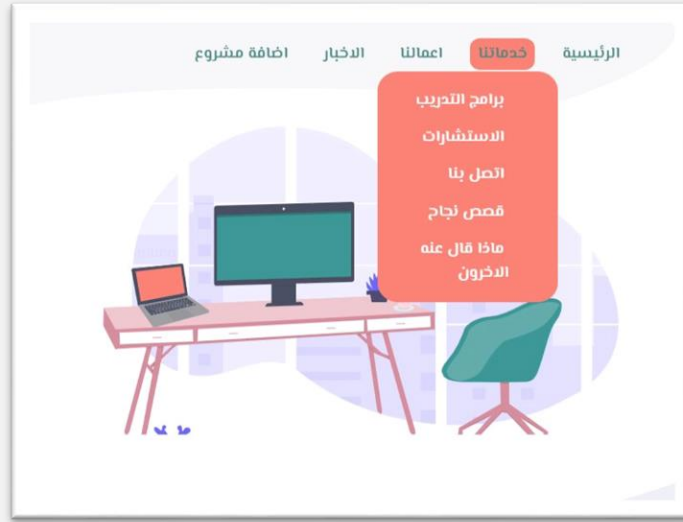 الرئيسية خدماتنا اعمالنا الاخبار اضافة مشروع
برامج التدريب
الاستشارات
اتصل بنا
قصص نجاح
ماذا قال عنه
الاخرون